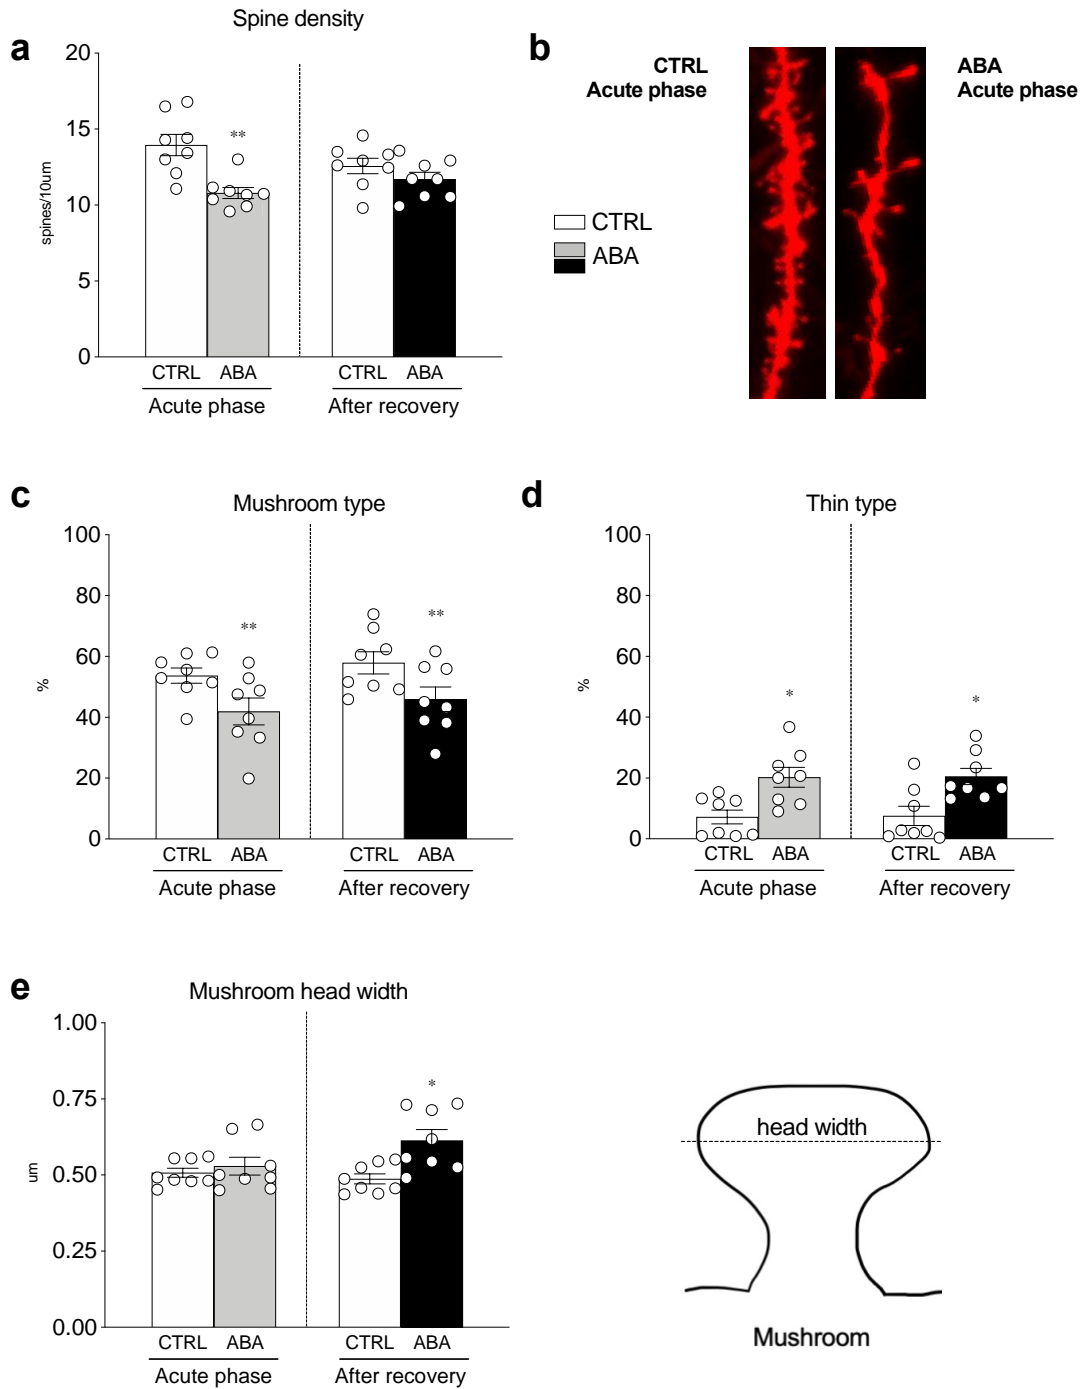 a
Spine density
20
15
10
5
0
spines/10um
**
CTRL ABA CTRL ABA
Acute phase After recovery
b
CTRL
Acute phase
ABA
Acute phase
CTRL
ABA
c
Mushroom type
100
80
60
40
20
0
%
** **
CTRL ABA CTRL ABA
Acute phase After recovery
d
Thin type
100
80
60
40
20
0
%
* *
CTRL ABA CTRL ABA
Acute phase After recovery
e
Mushroom head width
1.00
0.75
0.50
0.25
0.00
um
*
CTRL ABA CTRL ABA
Acute phase After recovery
head width
Mushroom